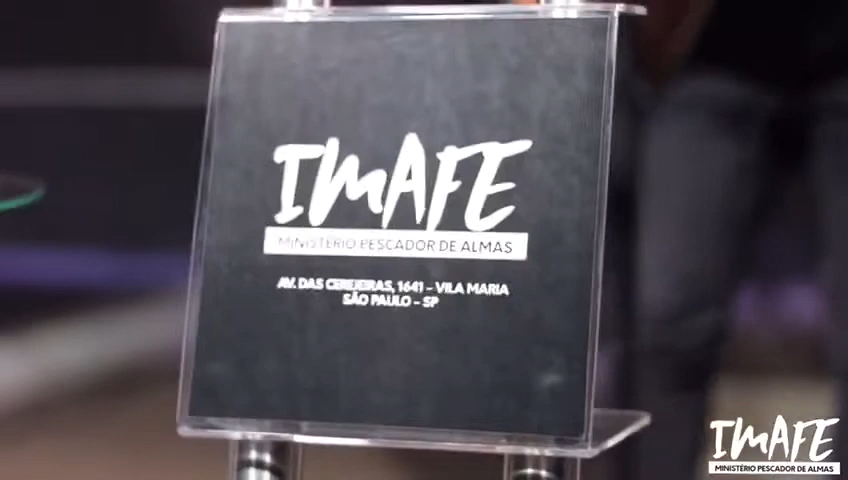 IMAFE
MINISTÉRIO PESCADOR DE ALMAS
AV. DAS CEREJEIRAS, 1641 - VILA MARIA
SÃO PAULO - SP
IMAFE
MINISTÉRIO PESCADOR DE ALMAS